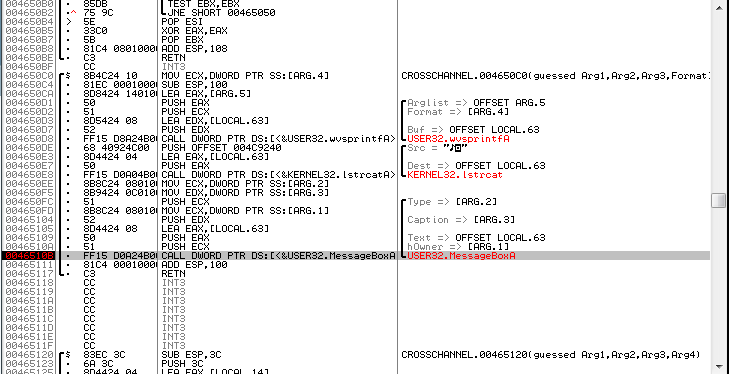 004650B0 85DB TEST EBX,EBX
004650B2 75 9C JNE SHORT 00465050
004650B4 5E POP ESI
004650B5 33C0 XOR EAX,EAX
004650B7 5B POP EBX
004650B8 81C4 08010000 ADD ESP,108
004650BE C3 RETN
004650BF CC INT3
004650C0 $ 8B4C24 10 MOV ECX,DWORD PTR SS:[ARG.4] CROSSCHANNEL.004650C0(guessed Arg1,Arg2,Arg3,Format,
004650C4 81EC 00010000 SUB ESP,100
004650CA 8D8424 140100 LEA EAX,[ARG.5]
004650D1 50 PUSH EAX Arglist => OFFSET ARG.5
004650D2 51 PUSH ECX Format => [ARG.4]
004650D3 8D5424 08 LEA EDX,[LOCAL.63]
004650D7 52 PUSH EDX Buf => OFFSET LOCAL.63
004650D8 FF15 D8A24B00 CALL DWORD PTR DS:[<&USER32.wvsprintfA> USER32.wvsprintfA
004650DE 68 40924C00 PUSH OFFSET 004C9240 Src = "♪◘"
004650E3 8D4424 04 LEA EAX,[LOCAL.63]
004650E7 50 PUSH EAX Dest => OFFSET LOCAL.63
004650E8 FF15 D0A04B00 CALL DWORD PTR DS:[<&KERNEL32.lstrcatA> KERNEL32.lstrcat
004650EE 8B8C24 080100 MOV ECX,DWORD PTR SS:[ARG.2]
004650F5 8B9424 0C0100 MOV EDX,DWORD PTR SS:[ARG.3]
004650FC 51 PUSH ECX Type => [ARG.2]
004650FD 8B8C24 080100 MOV ECX,DWORD PTR SS:[ARG.1]
00465104 52 PUSH EDX Caption => [ARG.3]
00465105 8D4424 08 LEA EAX,[LOCAL.63]
00465109 50 PUSH EAX Text => OFFSET LOCAL.63
0046510A 51 PUSH ECX hOwner => [ARG.1]
0046510B FF15 D0A24B00 CALL DWORD PTR DS:[<&USER32.MessageBoxA USER32.MessageBoxA
00465111 81C4 00010000 ADD ESP,100
00465117 C3 RETN
00465118 CC INT3
00465119 CC INT3
0046511A CC INT3
0046511B CC INT3
0046511C CC INT3
0046511D CC INT3
0046511E CC INT3
0046511F CC INT3
00465120 $ 83EC 3C SUB ESP,3C CROSSCHANNEL.00465120(guessed Arg1,Arg2,Arg3,Arg4)
00465123 6A 3C PUSH 3C
00465125 8D4424 04 LEA EAX,[LOCAL.14]